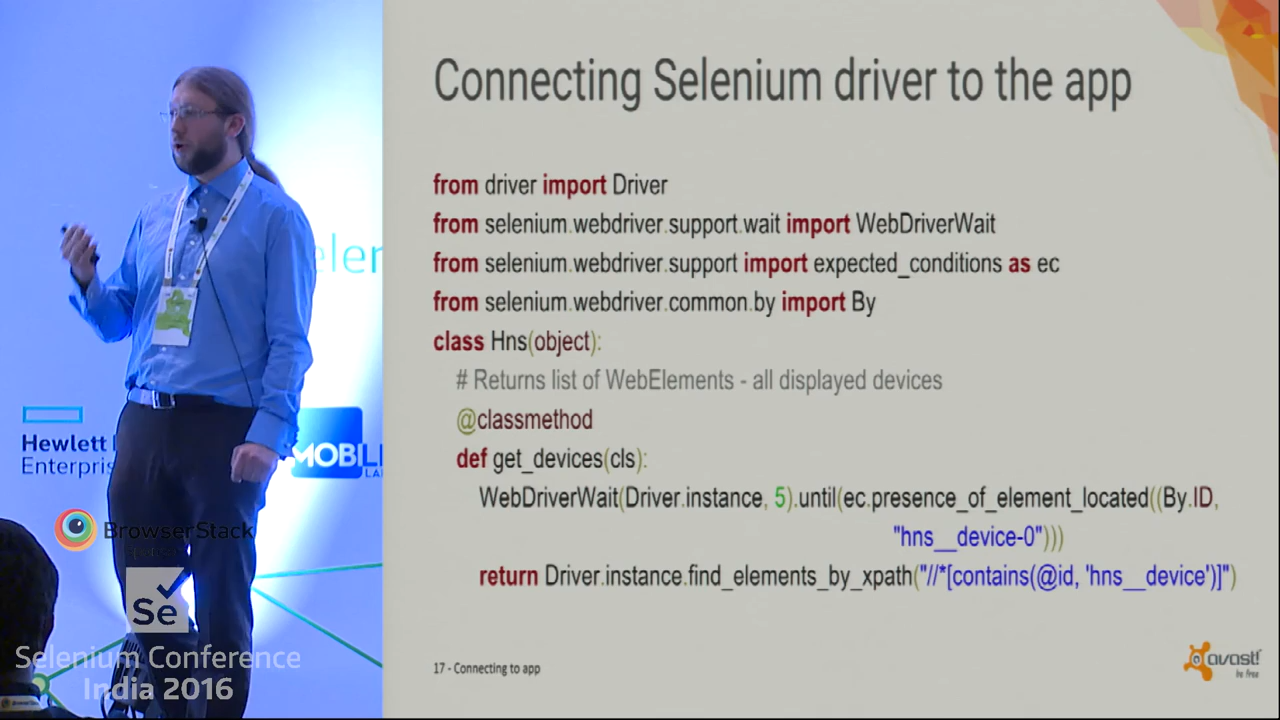 Connecting Selenium driver to the app
from driver import Driver
from selenium.webdriver.support.wait import WebDriverWait
from selenium.webdriver.support import expected_conditions as ec
from selenium.webdriver.common.by import By
class Hns(object):
# Returns list of WebElements - all displayed devices
@classmethod
def get_devices(cls):
WebDriverWait(Driver.instance, 5).until(ec.presence_of_element_located((By.ID,
"hns__device-0")))
return Driver.instance.find_elements_by_xpath("//*[contains(@id, 'hns__device')]")
17 - Connecting to app
avast!
be free
eler
Hewlett
Enterpris
MOBIL
LA
BrowserStack
Se
Selenium Conference
India 2016